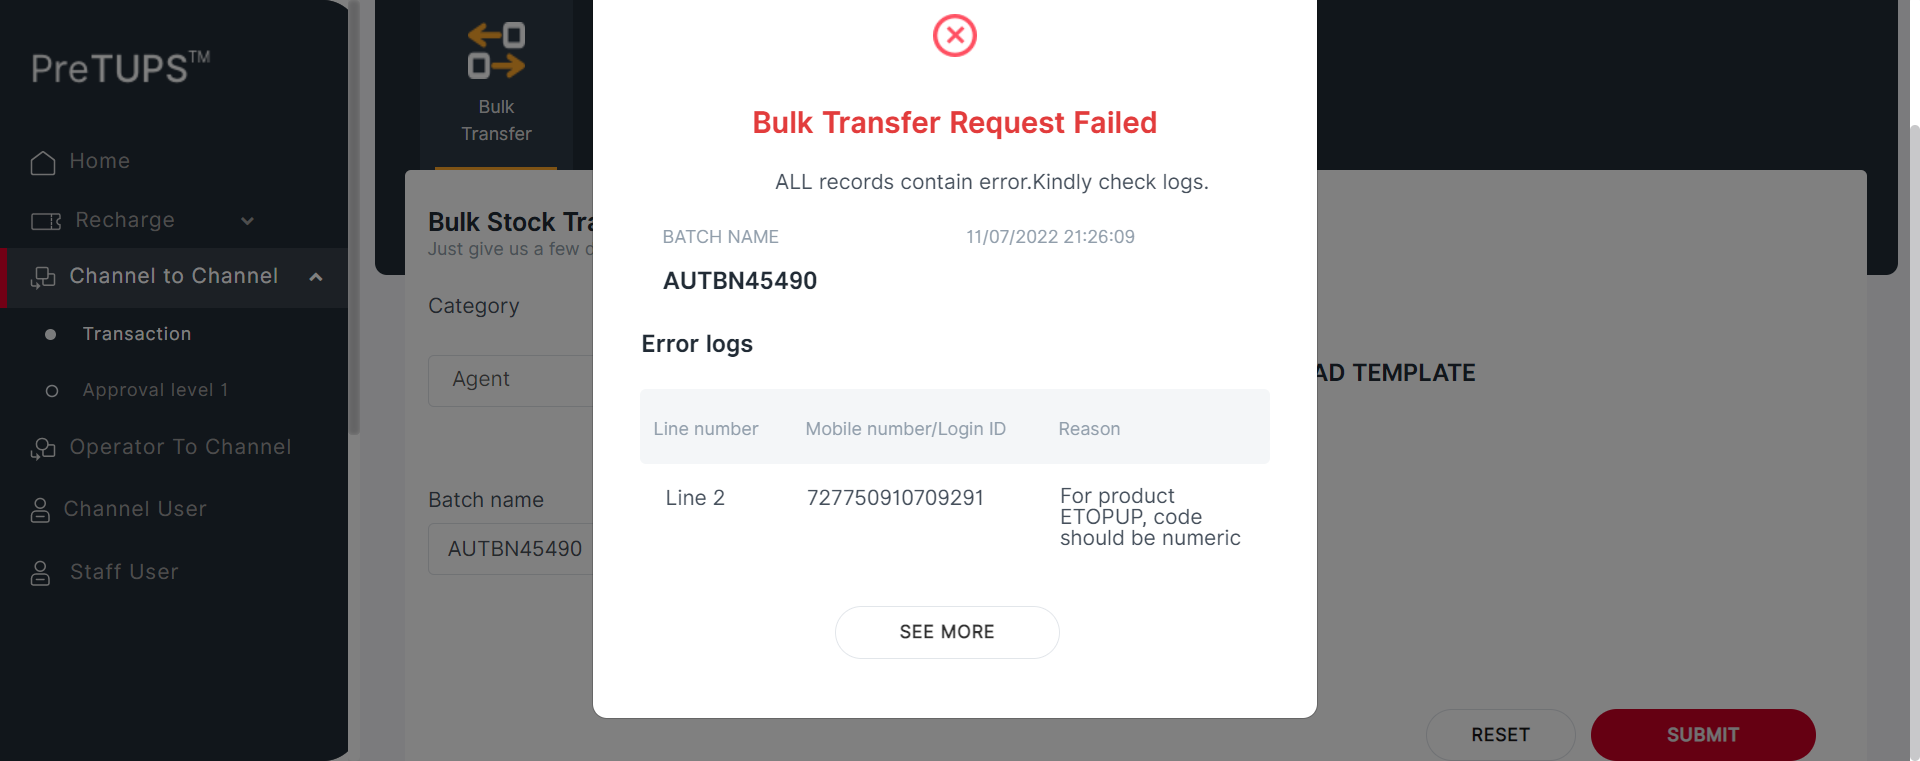 PreTUPS™
Home
Recharge
Channel to Channel
Transaction
Approval level 1
Operator To Channel
Channel User
Staff User
Bulk
Transfer
Bulk Stock
Just give us a few
Category
Agent
Batch name
AUTBN45490
TEMPLATE
RESET
SUBMIT
Bulk Transfer Request Failed
ALL records contain error.Kindly check logs.
BATCH NAME 11/07/2022 21:26:09
AUTBN45490
Error logs
Line number Mobile number/Login ID Reason
Line 2 727750910709291 For product
ETOPUP, code
should be numeric
SEE MORE